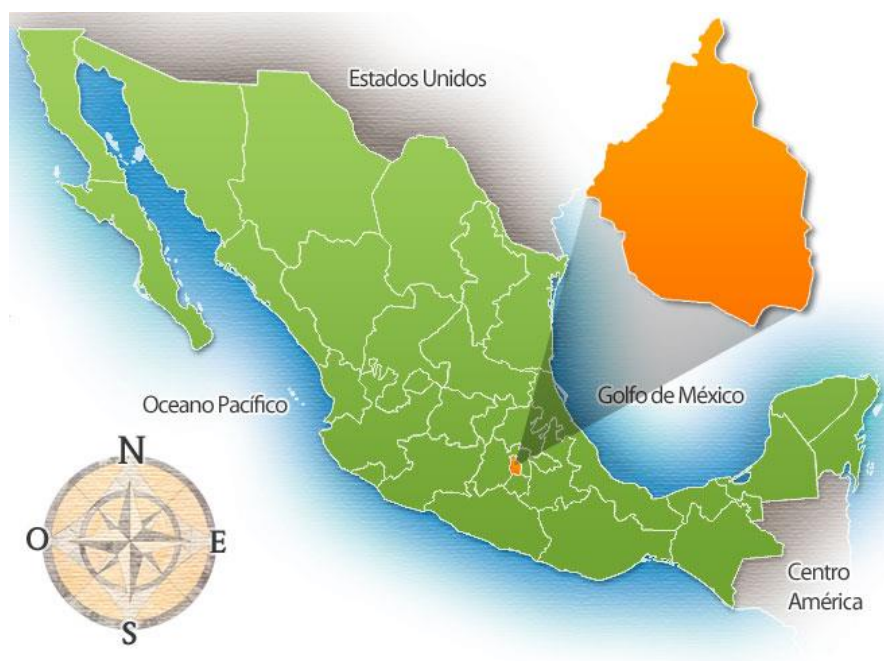 Estados Unidos
Golfo de México
Oceano Pacífico
N
O
E
S
Centro
América